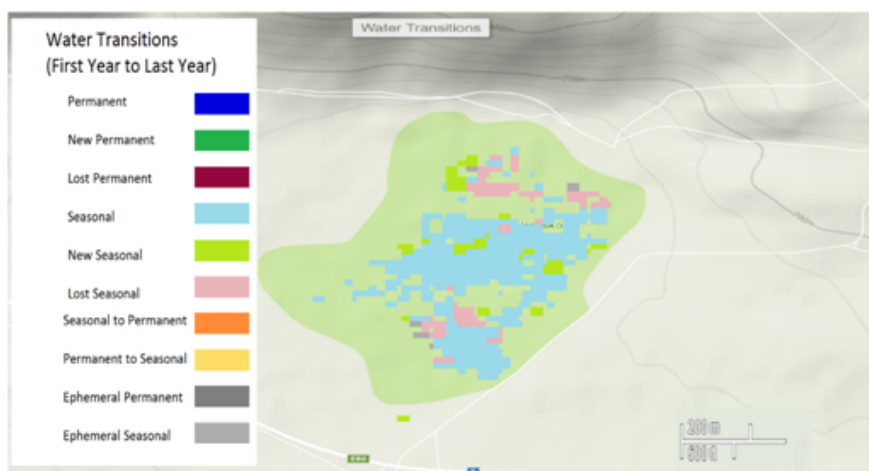 Water Transitions
Water Transitions
(First Year to Last Year)
Permanent
New Permanent
Lost Permanent
Seasonal
New Seasonal
Lost Seasonal
Seasonal to Permanent
Permanent to Seasonal
Ephemeral Permanent
Ephemeral Seasonal
200 m
500 ft
E80